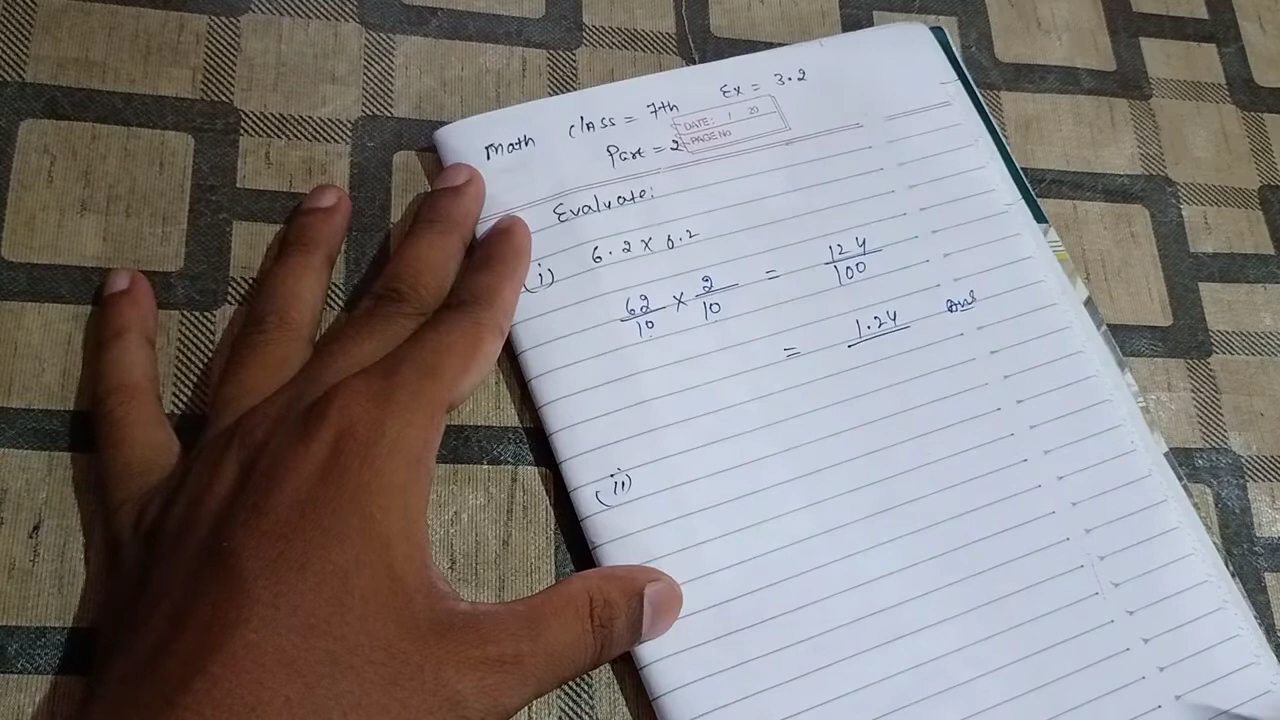 Math Class = 7th Ex = 3.2
Part = 2
DATE: / 20
PAGE No
Evaluate:
(i) 6.2 x 0.2
62/10 x 2/10 = 124/100
= 1.24 Ans
(ii)